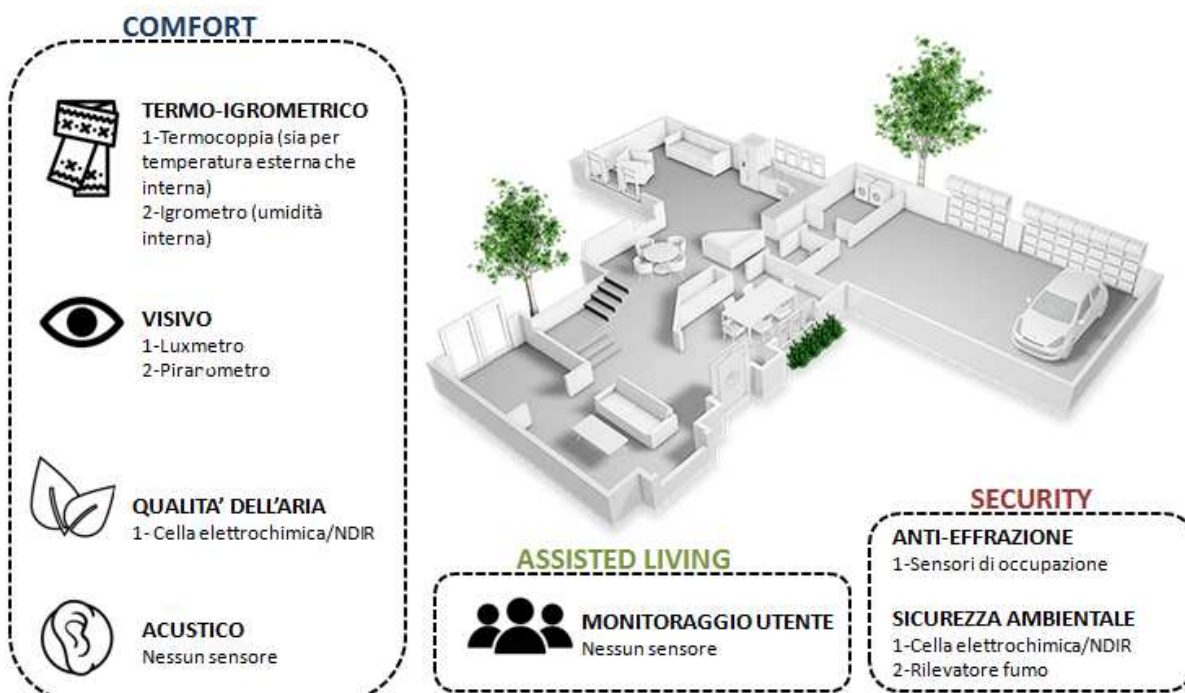 COMFORT
TERMO-IGROMETRICO
1-Termocoppia (sia per
temperatura esterna che
interna)
2-Igrometro (umidità
interna)
VISIVO
1-Luxmetro
2-Piranometro
QUALITA’ DELL’ARIA
1- Cella elettrochimica/NDIR
ACUSTICO
Nessun sensore
ASSISTED LIVING
MONITORAGGIO UTENTE
Nessun sensore
SECURITY
ANTI-EFFRAZIONE
1-Sensori di occupazione
SICUREZZA AMBIENTALE
1-Cella elettrochimica/NDIR
2-Rilevatore fumo